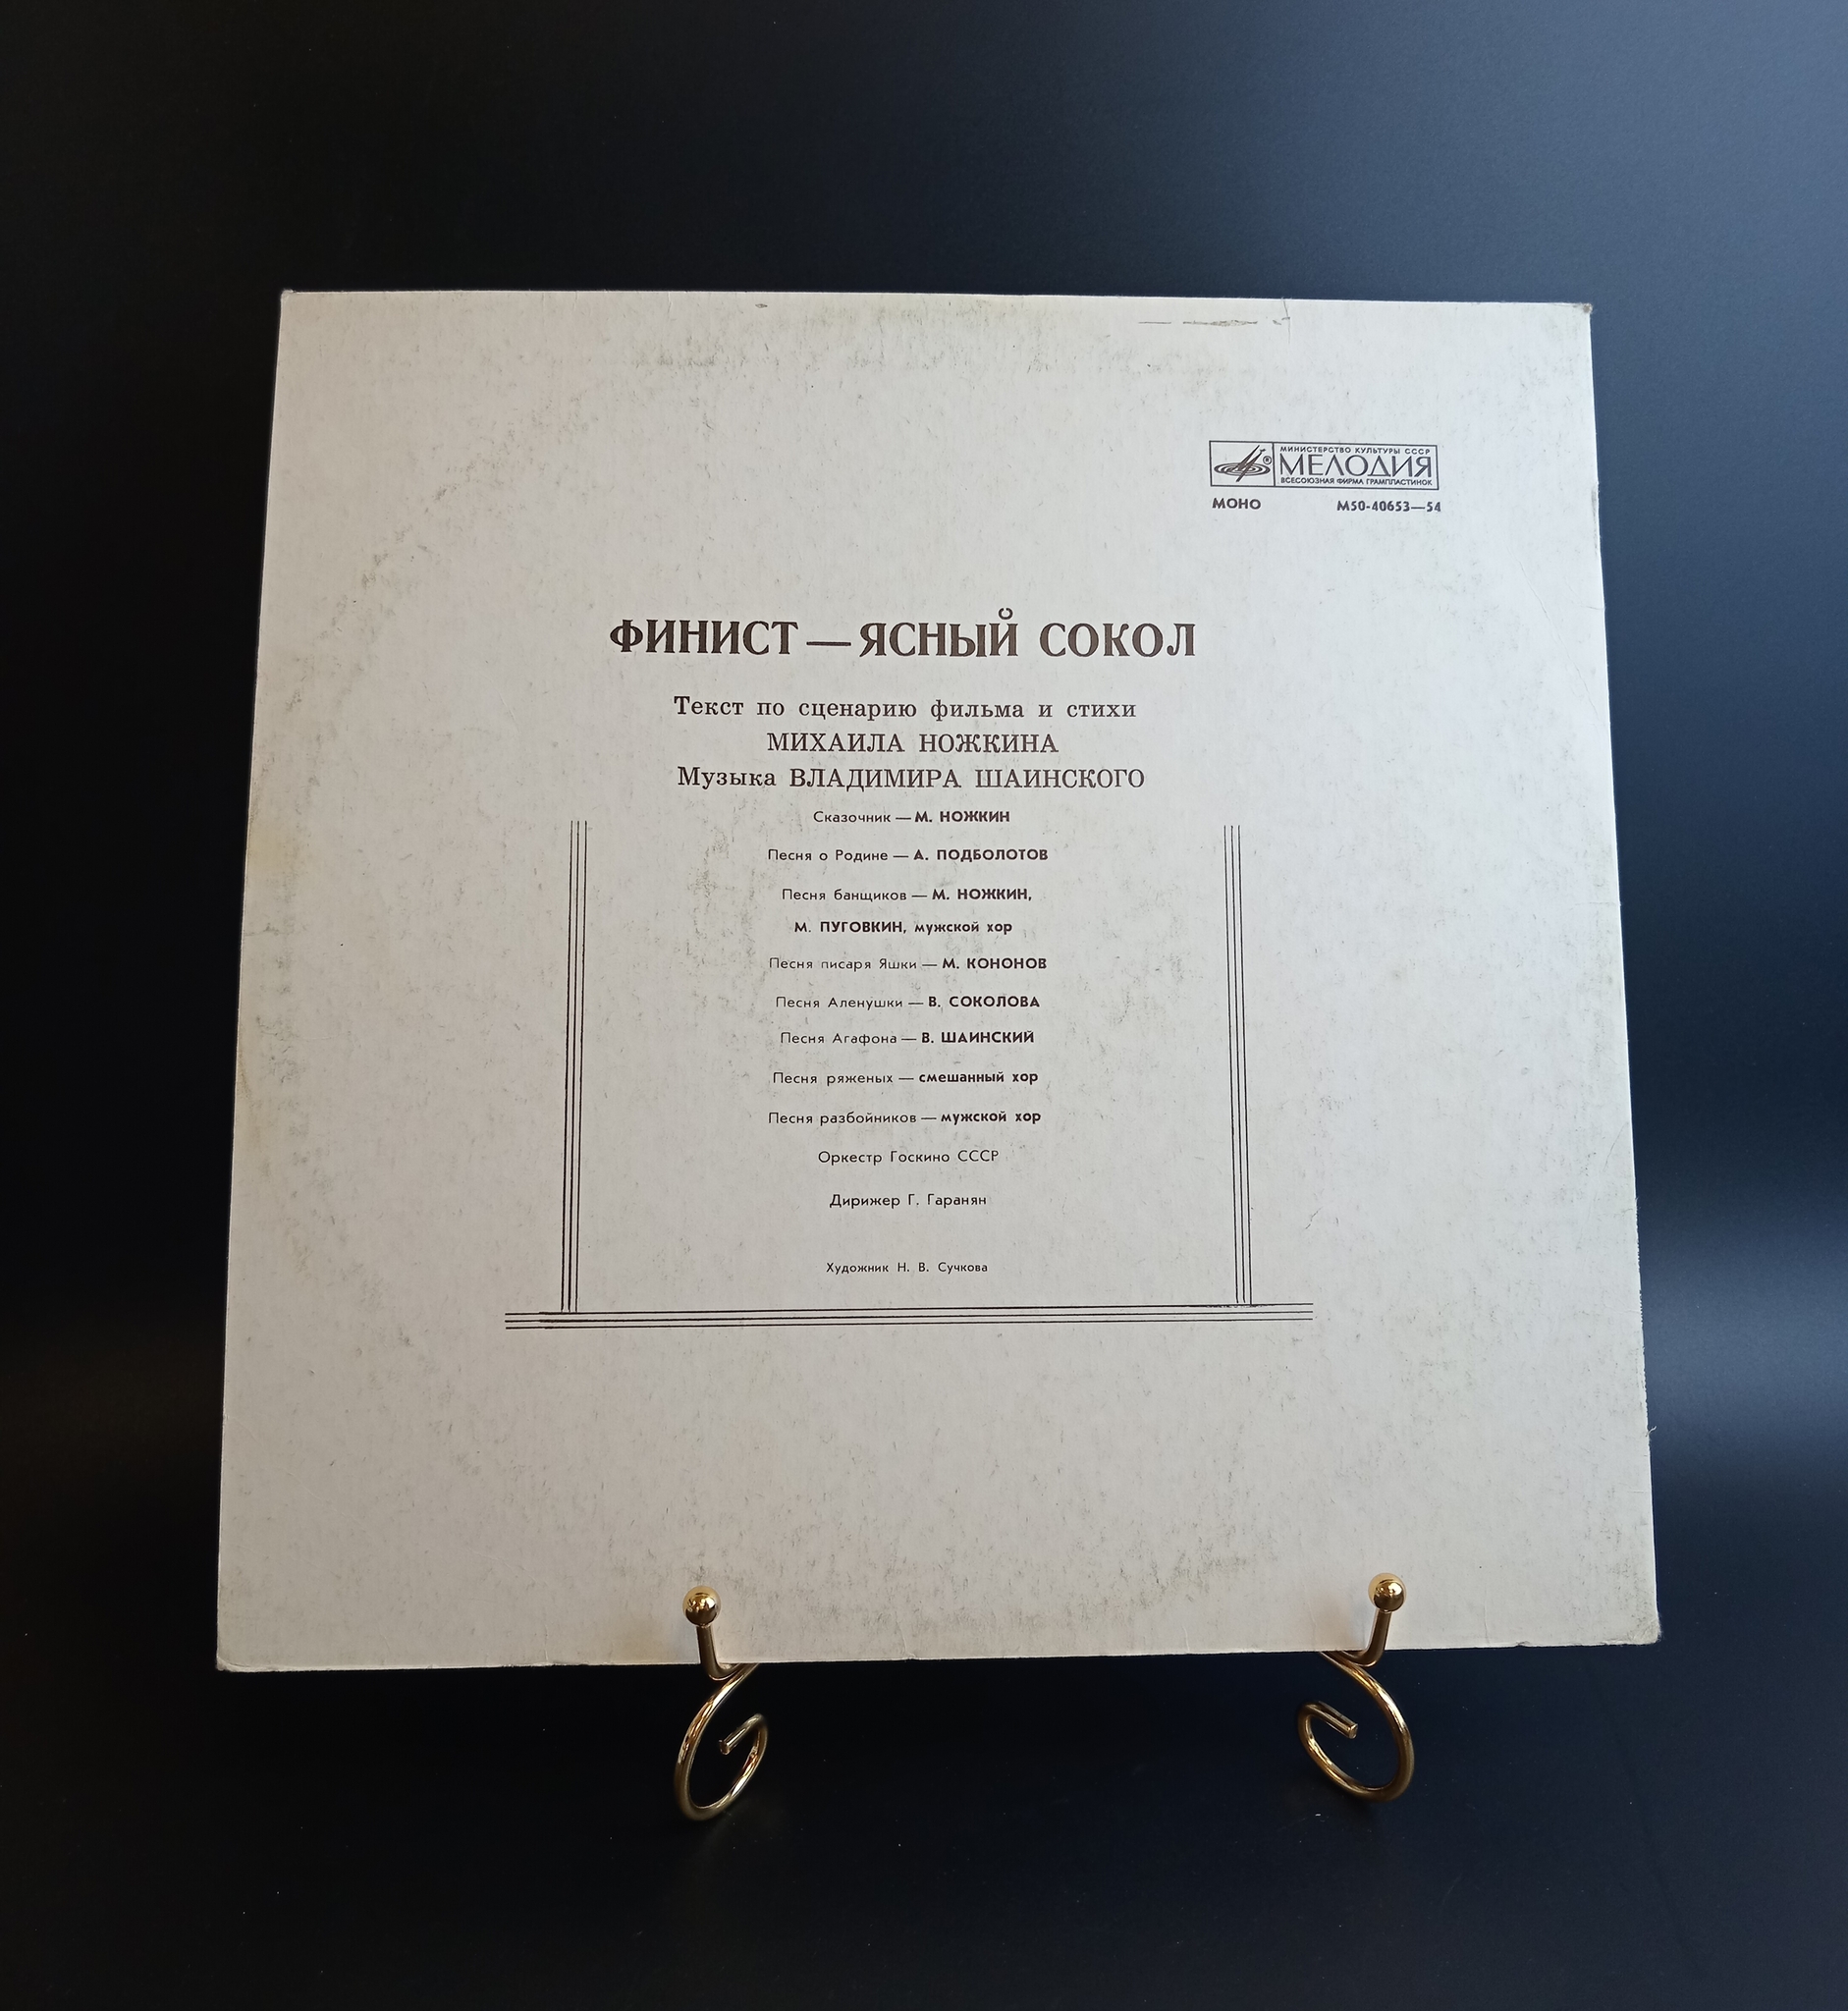 МИНИСТЕРСТВО КУЛЬТУРЫ СССР
МЕЛОДИЯ
ВСЕСОЮЗНАЯ ФИРМА ГРАМПЛАСТИНОК
МОНО М50-40653—54
ФИНИСТ — ЯСНЫЙ СОКОЛ
Текст по сценарию фильма и стихи
МИХАИЛА НОЖКИНА
Музыка ВЛАДИМИРА ШАИНСКОГО
Сказочник — М. НОЖКИН
Песня о Родине — А. ПОДБОЛОТОВ
Песня банщиков — М. НОЖКИН,
М. ПУГОВКИН, мужской хор
Песня писаря Яшки — М. КОНОНОВ
Песня Аленушки — В. СОКОЛОВА
Песня Агафона — В. ШАИНСКИЙ
Песня ряженых — смешанный хор
Песня разбойников — мужской хор
Оркестр Госкино СССР
Дирижер Г. Гаранян
Художник Н. В. Сучкова